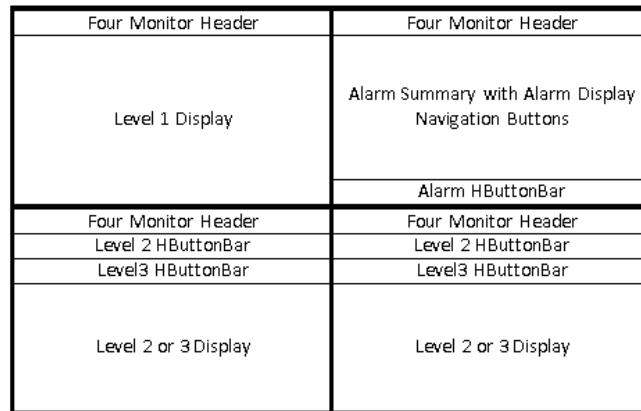 Four Monitor Header
Level 1 Display
Four Monitor Header
Alarm Summary with Alarm Display
Navigation Buttons
Alarm HButtonBar
Four Monitor Header
Level 2 HButtonBar
Level3 HButtonBar
Level 2 or 3 Display
Four Monitor Header
Level 2 HButtonBar
Level3 HButtonBar
Level 2 or 3 Display